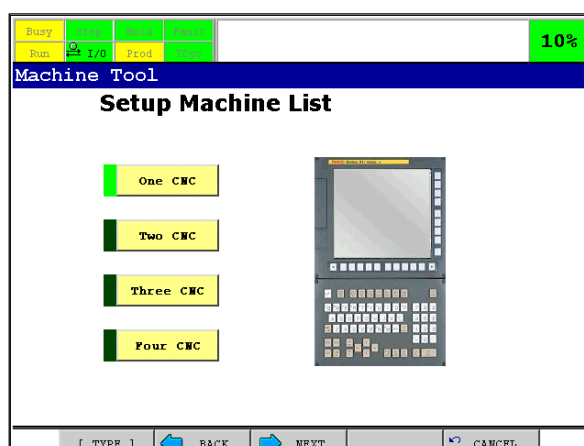 Busy Step Hold Fault
Run I/O Prod TCyc
10%
Machine Tool
Setup Machine List
One CNC
Two CNC
Three CNC
Four CNC
[ TYPE ] BACK NEXT CANCEL